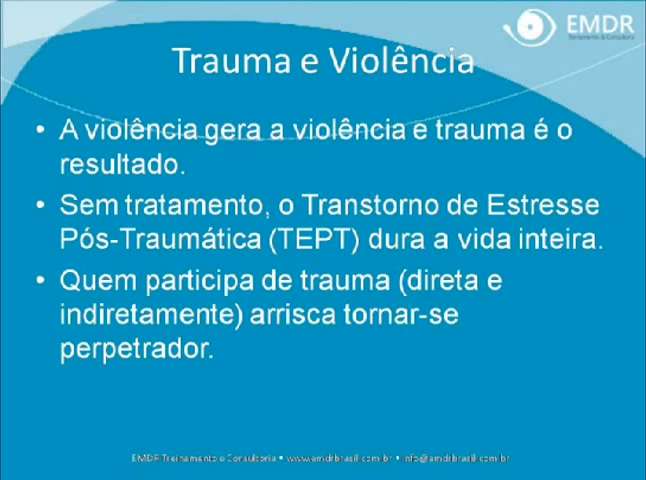 EMDR
Treinamento & Consultoria
Trauma e Violência
• A violência gera a violência e trauma é o
resultado.
• Sem tratamento, o Transtorno de Estresse
Pós-Traumática (TEPT) dura a vida inteira.
• Quem participa de trauma (direta e
indiretamente) arrisca tornar-se
perpetrador.
EMDR Treinamento e Consultoria • www.emdrbrasil.com.br • info@emdrbrasil.com.br